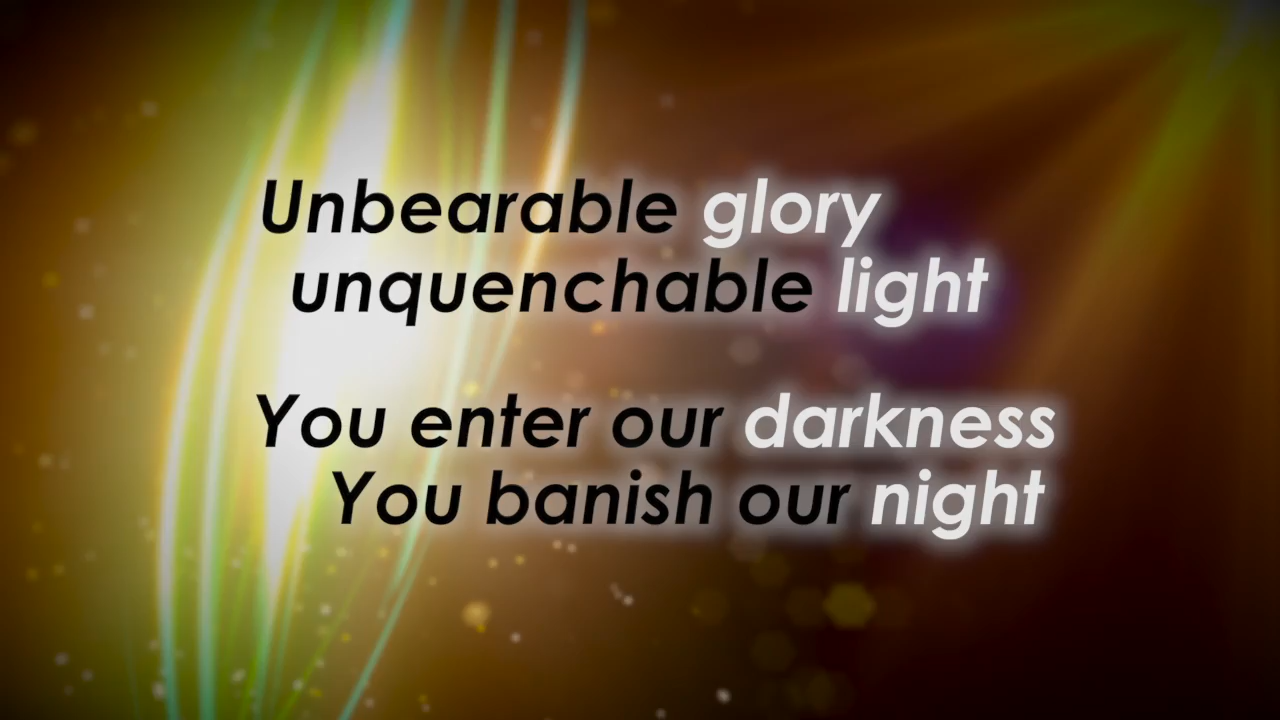 Unbearable glory
unquenchable light
You enter our darkness
You banish our night